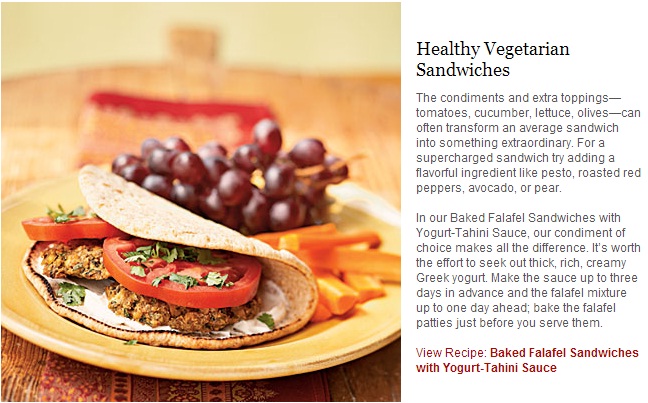 Healthy Vegetarian
Sandwiches
The condiments and extra toppings—
tomatoes, cucumber, lettuce, olives—can
often transform an average sandwich
into something extraordinary. For a
supercharged sandwich try adding a
flavorful ingredient like pesto, roasted red
peppers, avocado, or pear.
In our Baked Falafel Sandwiches with
Yogurt-Tahini Sauce, our condiment of
choice makes all the difference. It's worth
the effort to seek out thick, rich, creamy
Greek yogurt. Make the sauce up to three
days in advance and the falafel mixture
up to one day ahead; bake the falafel
patties just before you serve them.
View Recipe: Baked Falafel Sandwiches
with Yogurt-Tahini Sauce